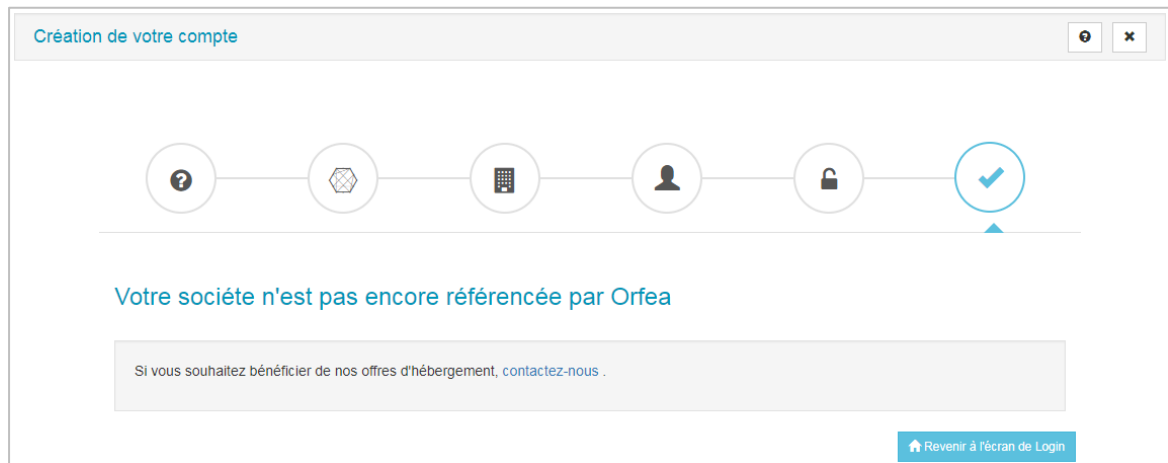 Création de votre compte
Votre sociéte n'est pas encore référencée par Orfea
Si vous souhaitez bénéficier de nos offres d'hébergement, contactez-nous .
Revenir à l'écran de Login